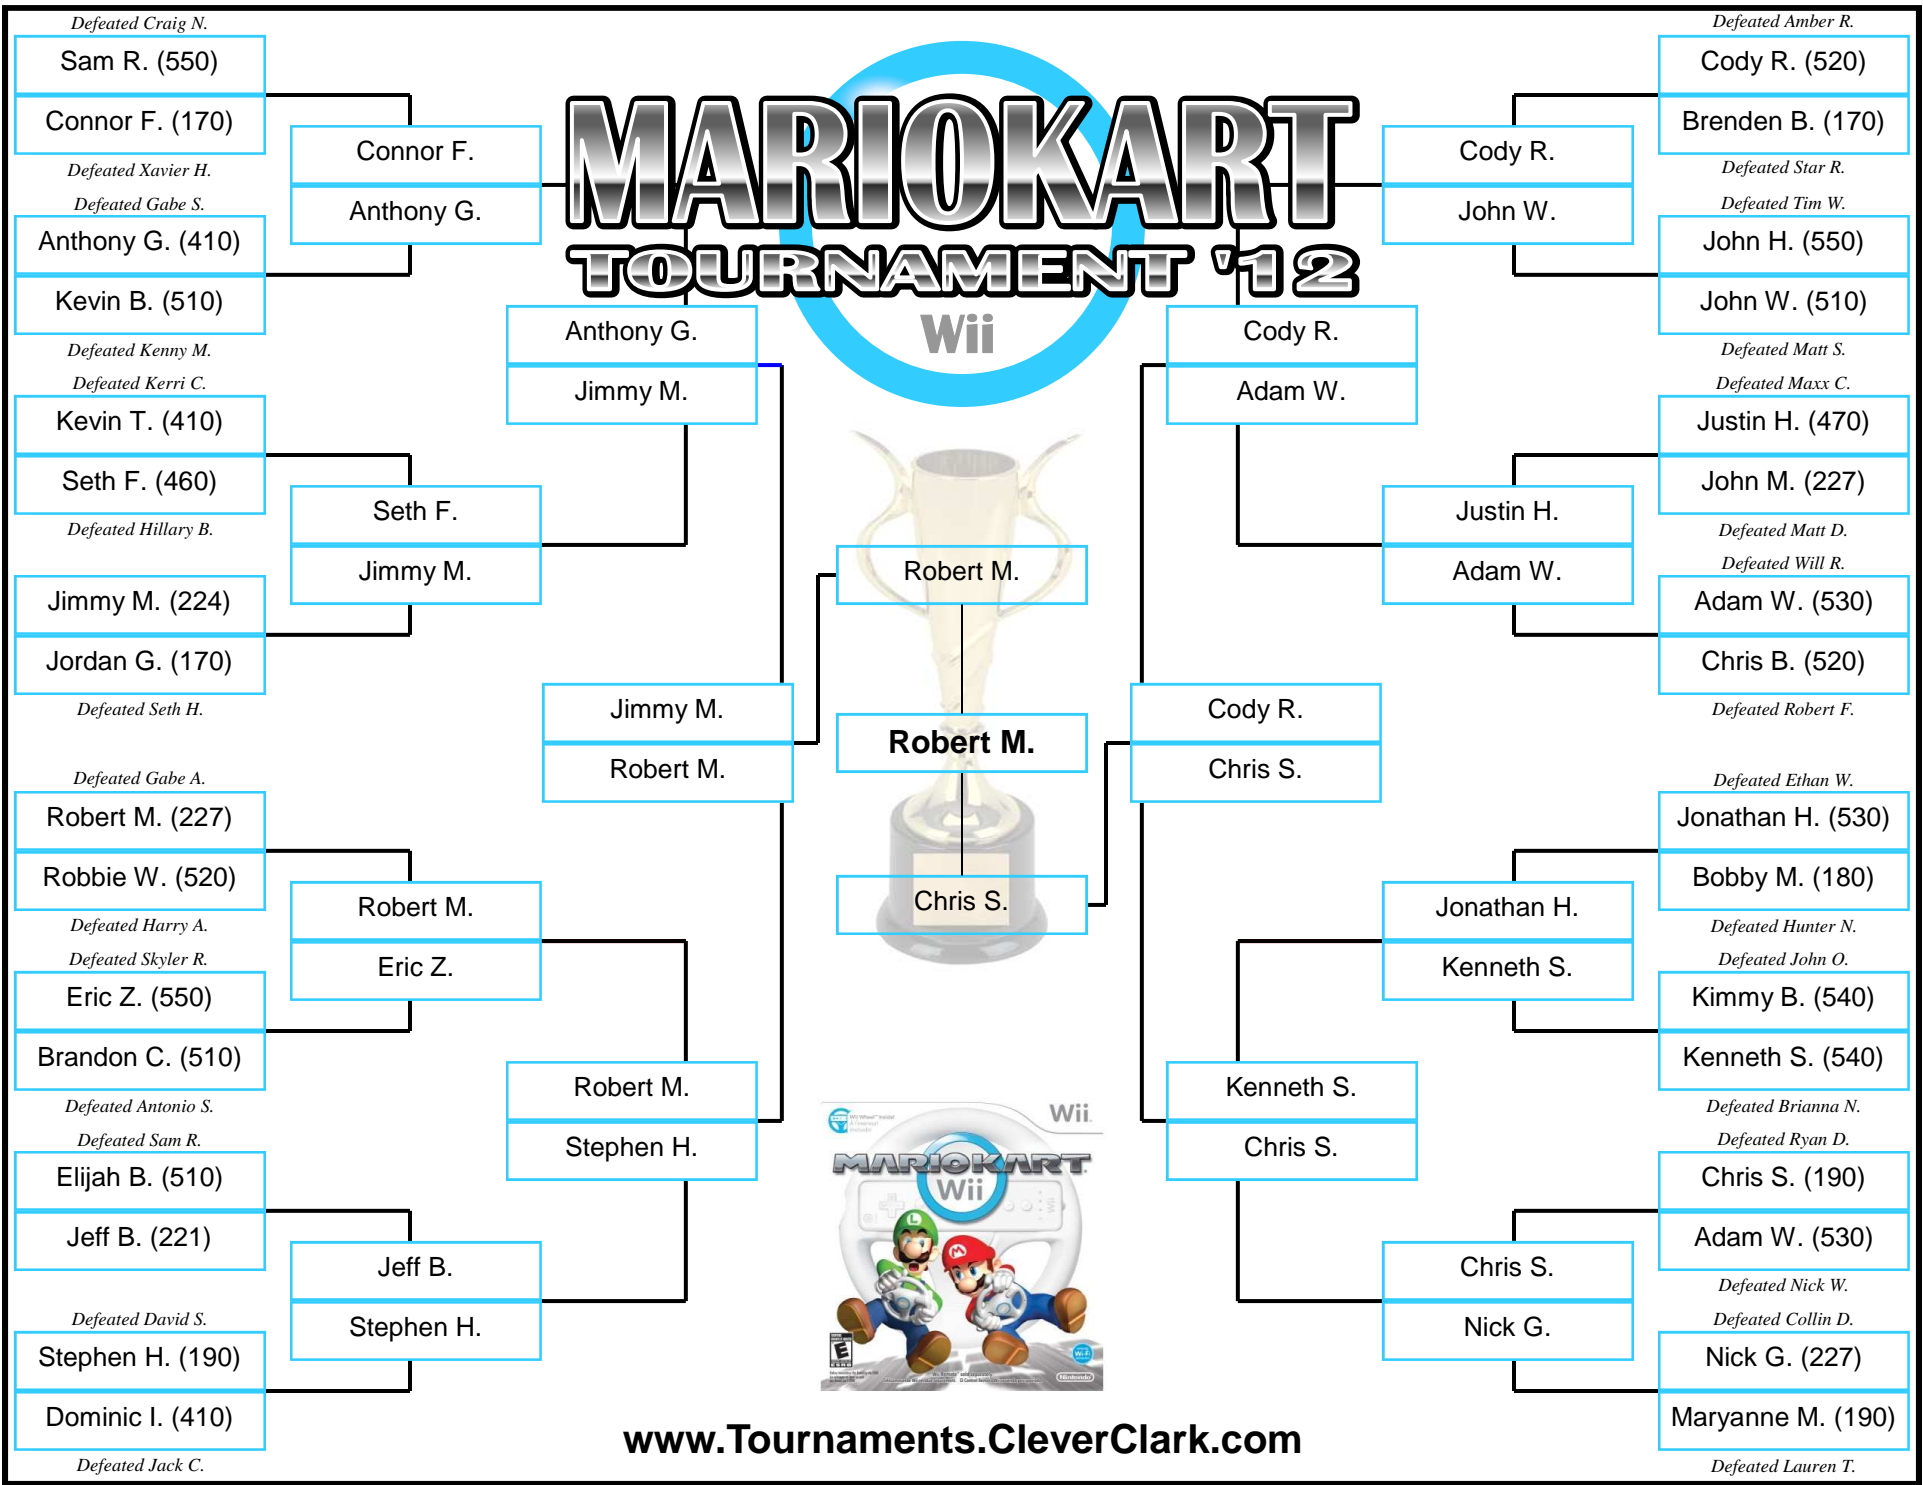 Defeated Craig N.
Sam R. (550)
Connor F. (170)
Defeated Xavier H.
Defeated Gabe S.
Anthony G. (410)
Kevin B. (510)
Defeated Kenny M.
Defeated Kerri C.
Kevin T. (410)
Seth F. (460)
Defeated Hillary B.
Jimmy M. (224)
Jordan G. (170)
Defeated Seth H.
Defeated Gabe A.
Robert M. (227)
Robbie W. (520)
Defeated Harry A.
Defeated Skyler R.
Eric Z. (550)
Brandon C. (510)
Defeated Antonio S.
Defeated Sam R.
Elijah B. (510)
Jeff B. (221)
Defeated David S.
Stephen H. (190)
Dominic I. (410)
Defeated Jack C.
Connor F.
Anthony G.
Seth F.
Jimmy M.
Robert M.
Eric Z.
Jeff B.
Stephen H.
Anthony G.
Jimmy M.
Robert M.
Stephen H.
Jimmy M.
Robert M.
MARIOKART
TOURNAMENT '12
Wii
Robert M.
Robert M.
Chris S.
Wii
MARIOKART
Wii
L
M
E
Wi-Fi
Nintendo
www.Tournaments.CleverClark.com
Cody R.
Chris S.
Cody R.
Adam W.
Kenneth S.
Chris S.
Cody R.
John W.
Justin H.
Adam W.
Jonathan H.
Kenneth S.
Chris S.
Nick G.
Defeated Amber R.
Cody R. (520)
Brenden B. (170)
Defeated Star R.
Defeated Tim W.
John H. (550)
John W. (510)
Defeated Matt S.
Defeated Maxx C.
Justin H. (470)
John M. (227)
Defeated Matt D.
Defeated Will R.
Adam W. (530)
Chris B. (520)
Defeated Robert F.
Defeated Ethan W.
Jonathan H. (530)
Bobby M. (180)
Defeated Hunter N.
Defeated John O.
Kimmy B. (540)
Kenneth S. (540)
Defeated Brianna N.
Defeated Ryan D.
Chris S. (190)
Adam W. (530)
Defeated Nick W.
Defeated Collin D.
Nick G. (227)
Maryanne M. (190)
Defeated Lauren T.